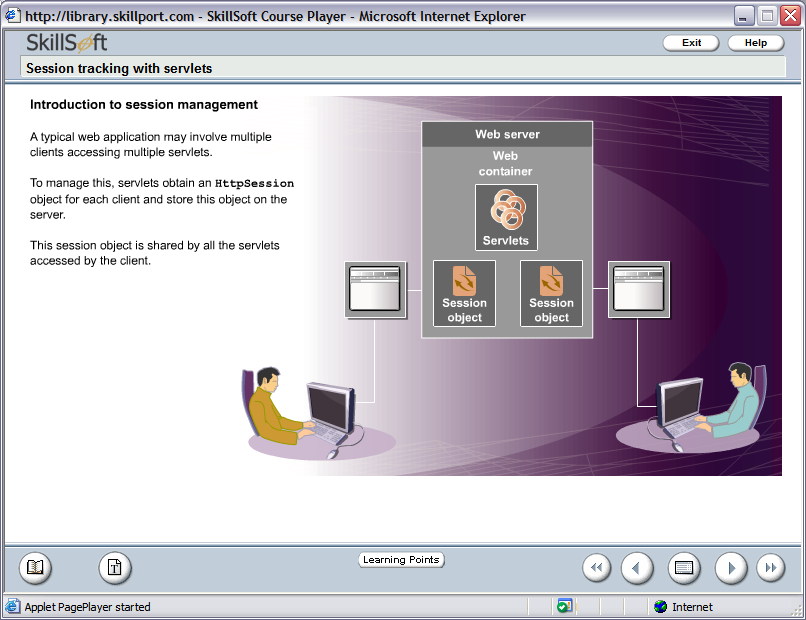 http://library.skillport.com - SkillSoft Course Player - Microsoft Internet Explorer
SkillSoft
Exit
Help
Session tracking with servlets
Introduction to session management
A typical web application may involve multiple
clients accessing multiple servlets.
To manage this, servlets obtain an HttpSession
object for each client and store this object on the
server.
This session object is shared by all the servlets
accessed by the client.
Web server
Web
container
Servlets
Session
object
Session
object
T
Learning Points
Applet PagePlayer started
Internet